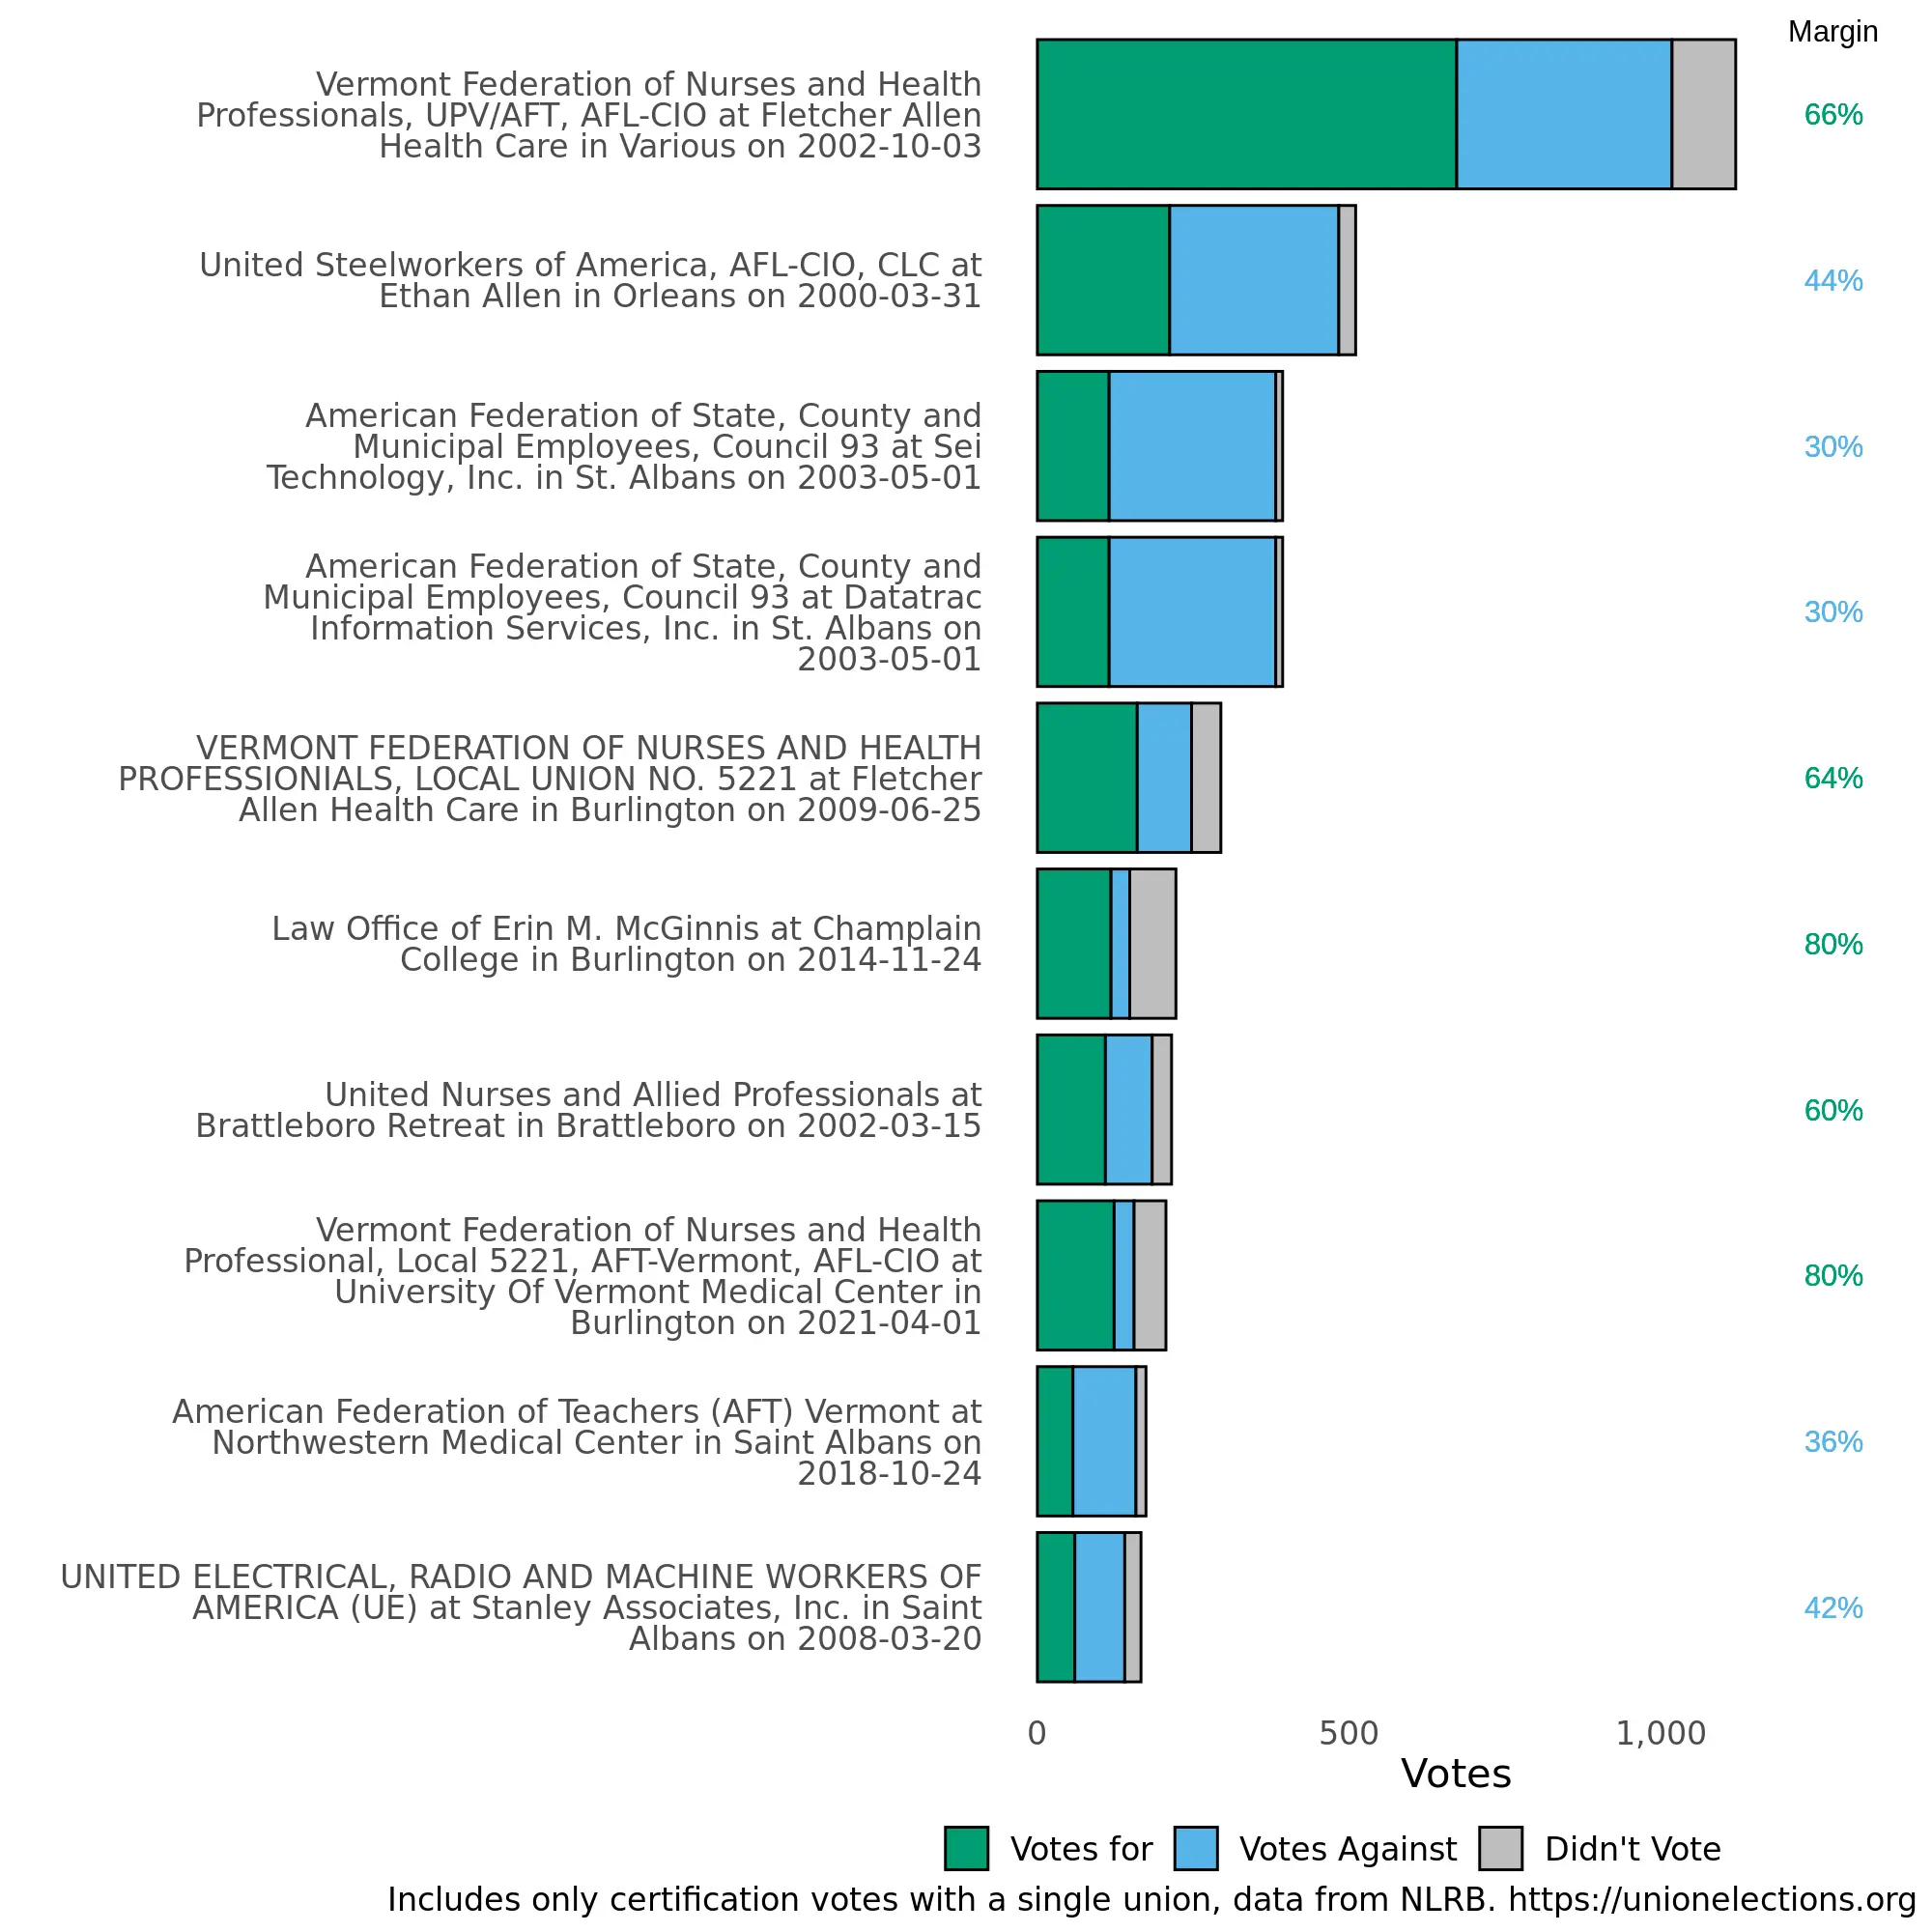 Margin
Vermont Federation of Nurses and Health
Professionals, UPV/AFT, AFL-CIO at Fletcher Allen
Health Care in Various on 2002-10-03
66%
United Steelworkers of America, AFL-CIO, CLC at
Ethan Allen in Orleans on 2000-03-31
44%
American Federation of State, County and
Municipal Employees, Council 93 at Sei
Technology, Inc. in St. Albans on 2003-05-01
30%
American Federation of State, County and
Municipal Employees, Council 93 at Datatrac
Information Services, Inc. in St. Albans on
2003-05-01
30%
VERMONT FEDERATION OF NURSES AND HEALTH
PROFESSIONIALS, LOCAL UNION NO. 5221 at Fletcher
Allen Health Care in Burlington on 2009-06-25
64%
Law Office of Erin M. McGinnis at Champlain
College in Burlington on 2014-11-24
80%
United Nurses and Allied Professionals at
Brattleboro Retreat in Brattleboro on 2002-03-15
60%
Vermont Federation of Nurses and Health
Professional, Local 5221, AFT-Vermont, AFL-CIO at
University Of Vermont Medical Center in
Burlington on 2021-04-01
80%
American Federation of Teachers (AFT) Vermont at
Northwestern Medical Center in Saint Albans on
2018-10-24
36%
UNITED ELECTRICAL, RADIO AND MACHINE WORKERS OF
AMERICA (UE) at Stanley Associates, Inc. in Saint
Albans on 2008-03-20
42%
0 500 1,000
Votes
Votes for Votes Against Didn't Vote
Includes only certification votes with a single union, data from NLRB. https://unionelections.org